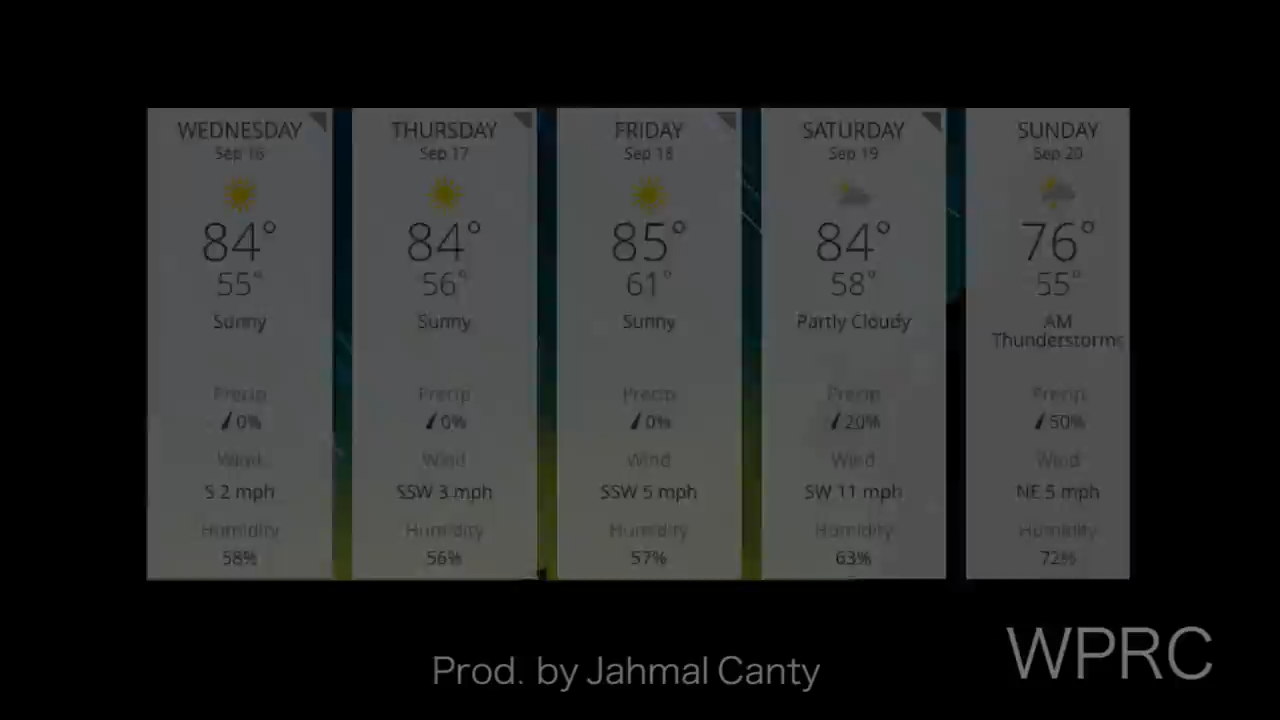 WEDNESDAY
Sep 16
84°
55°
Sunny
Precip
0%
Wind
S 2 mph
Humidity
58%
THURSDAY
Sep 17
84°
56°
Sunny
Precip
0%
Wind
SSW 3 mph
Humidity
56%
FRIDAY
Sep 18
85°
61°
Sunny
Precip
0%
Wind
SSW 5 mph
Humidity
57%
SATURDAY
Sep 19
84°
58°
Partly Cloudy
Precip
20%
Wind
SW 11 mph
Humidity
63%
SUNDAY
Sep 20
76°
55°
AM
Thunderstorms
Precip
50%
Wind
NE 5 mph
Humidity
72%
Prod. by Jahmal Canty
WPRC